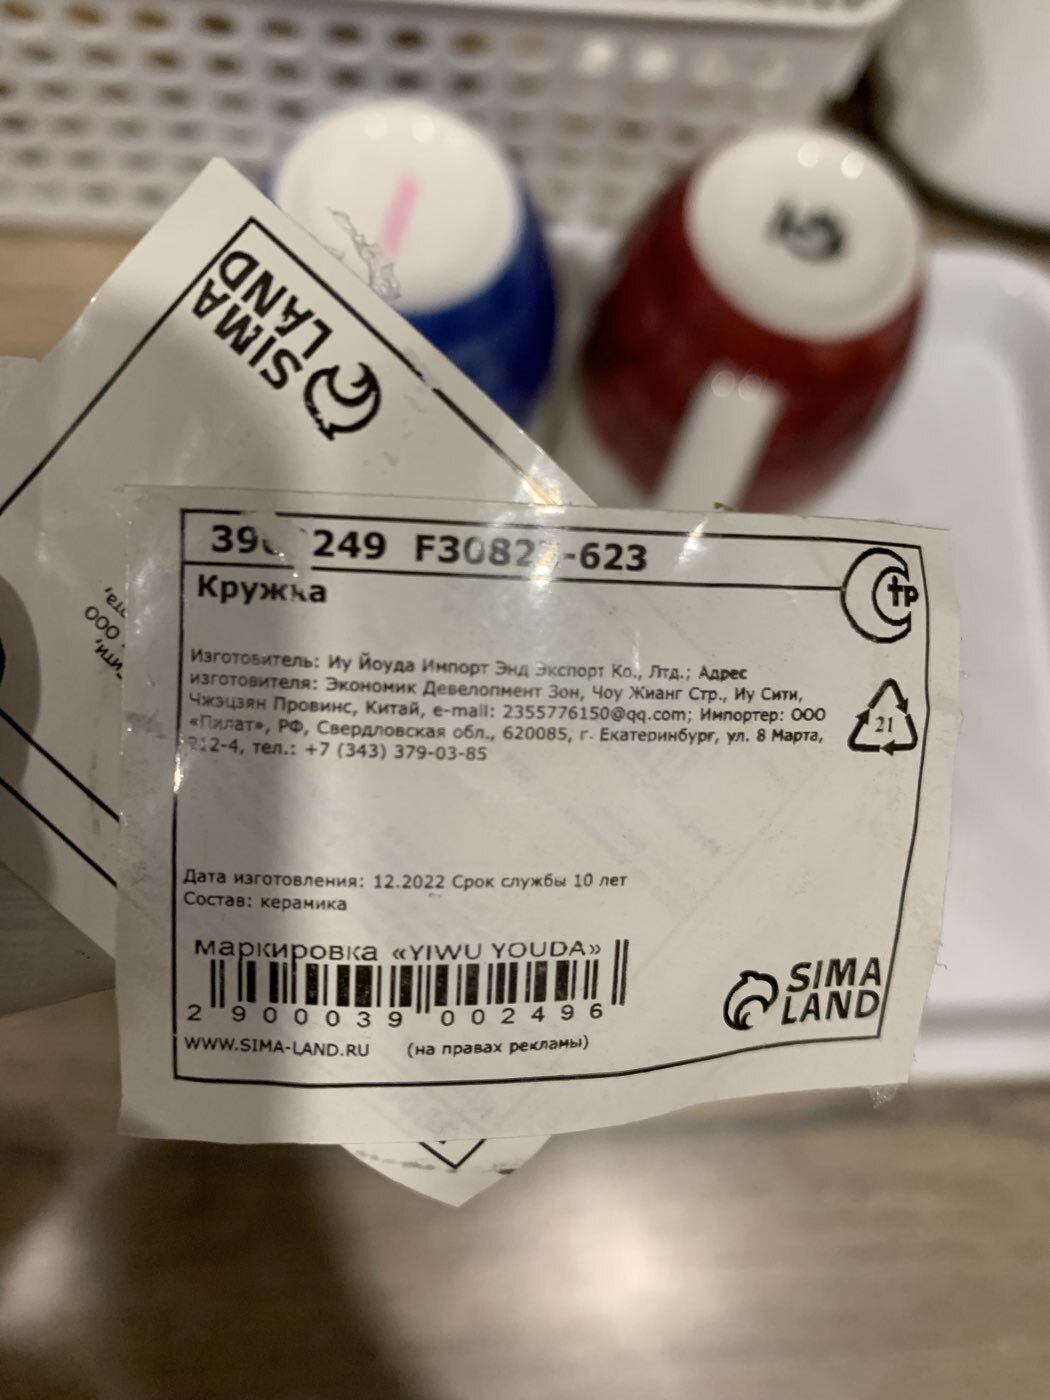 SIMA
LAND
249
-623
Кружка
Изготовитель: Иу Йоуда Импорт Энд Экспорт Ко., Лтд.; Адрес
изготовителя: Экономик Девелопмент Зон, Чоу Жианг Стр., Иу Сити,
Чжэцзян Провинс, Китай, e-mail: 2355776150@qq.com; Импортер: ООО
«Пилат», РФ, Свердловская обл., 620085, г. Екатеринбург, ул. 8 Марта,
212-4, тел.: +7 (343) 379-03-85
21
Дата изготовления: 12.2022 Срок службы 10 лет
Состав: керамика
маркировка «YIWU YOUDA»
2 900039 002496
WWW.SIMA-LAND.RU (на правах рекламы)
SIMA
LAND